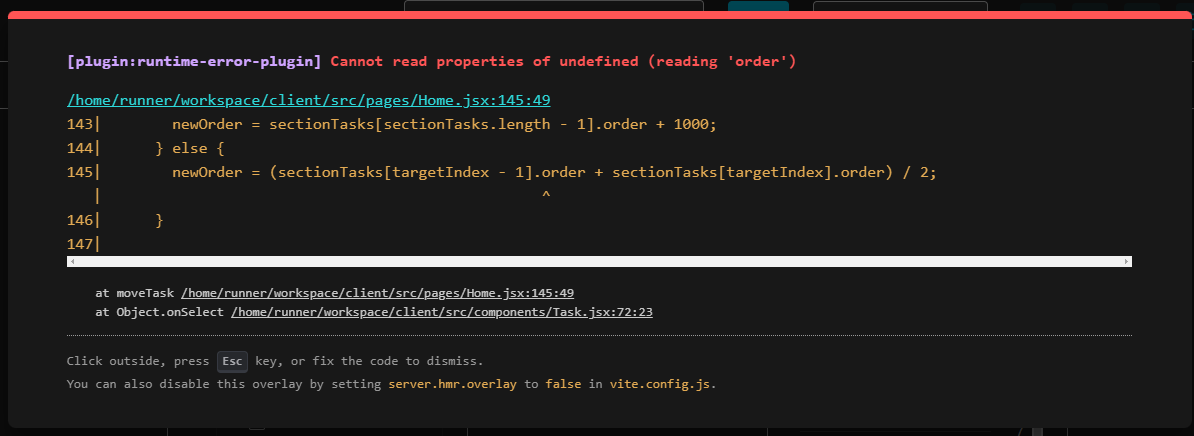 [plugin:runtime-error-plugin] Cannot read properties of undefined (reading 'order')
/home/runner/workspace/client/src/pages/Home.jsx:145:49
143|        newOrder = sectionTasks[sectionTasks.length - 1].order + 1000;
144|      } else {
145|        newOrder = (sectionTasks[targetIndex - 1].order + sectionTasks[targetIndex].order) / 2;
   |                                                 ^
146|      }
147|
at moveTask /home/runner/workspace/client/src/pages/Home.jsx:145:49
at Object.onSelect /home/runner/workspace/client/src/components/Task.jsx:72:23
Click outside, press Esc key, or fix the code to dismiss.
You can also disable this overlay by setting server.hmr.overlay to false in vite.config.js.